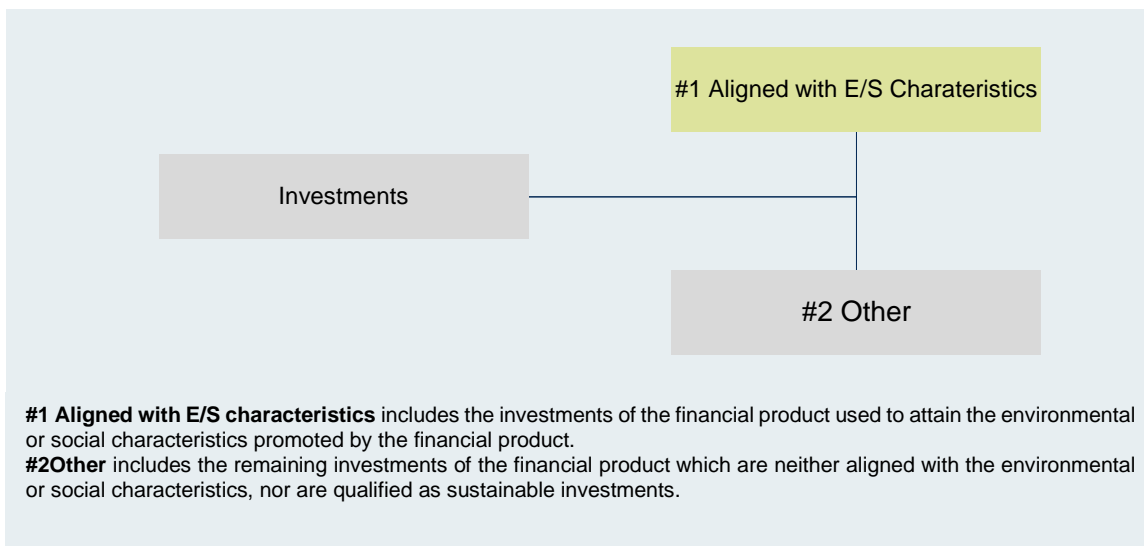 #1 Aligned with E/S Charateristics
Investments
#2 Other
#1 Aligned with E/S characteristics includes the investments of the financial product used to attain the environmental
or social characteristics promoted by the financial product.
#2Other includes the remaining investments of the financial product which are neither aligned with the environmental
or social characteristics, nor are qualified as sustainable investments.